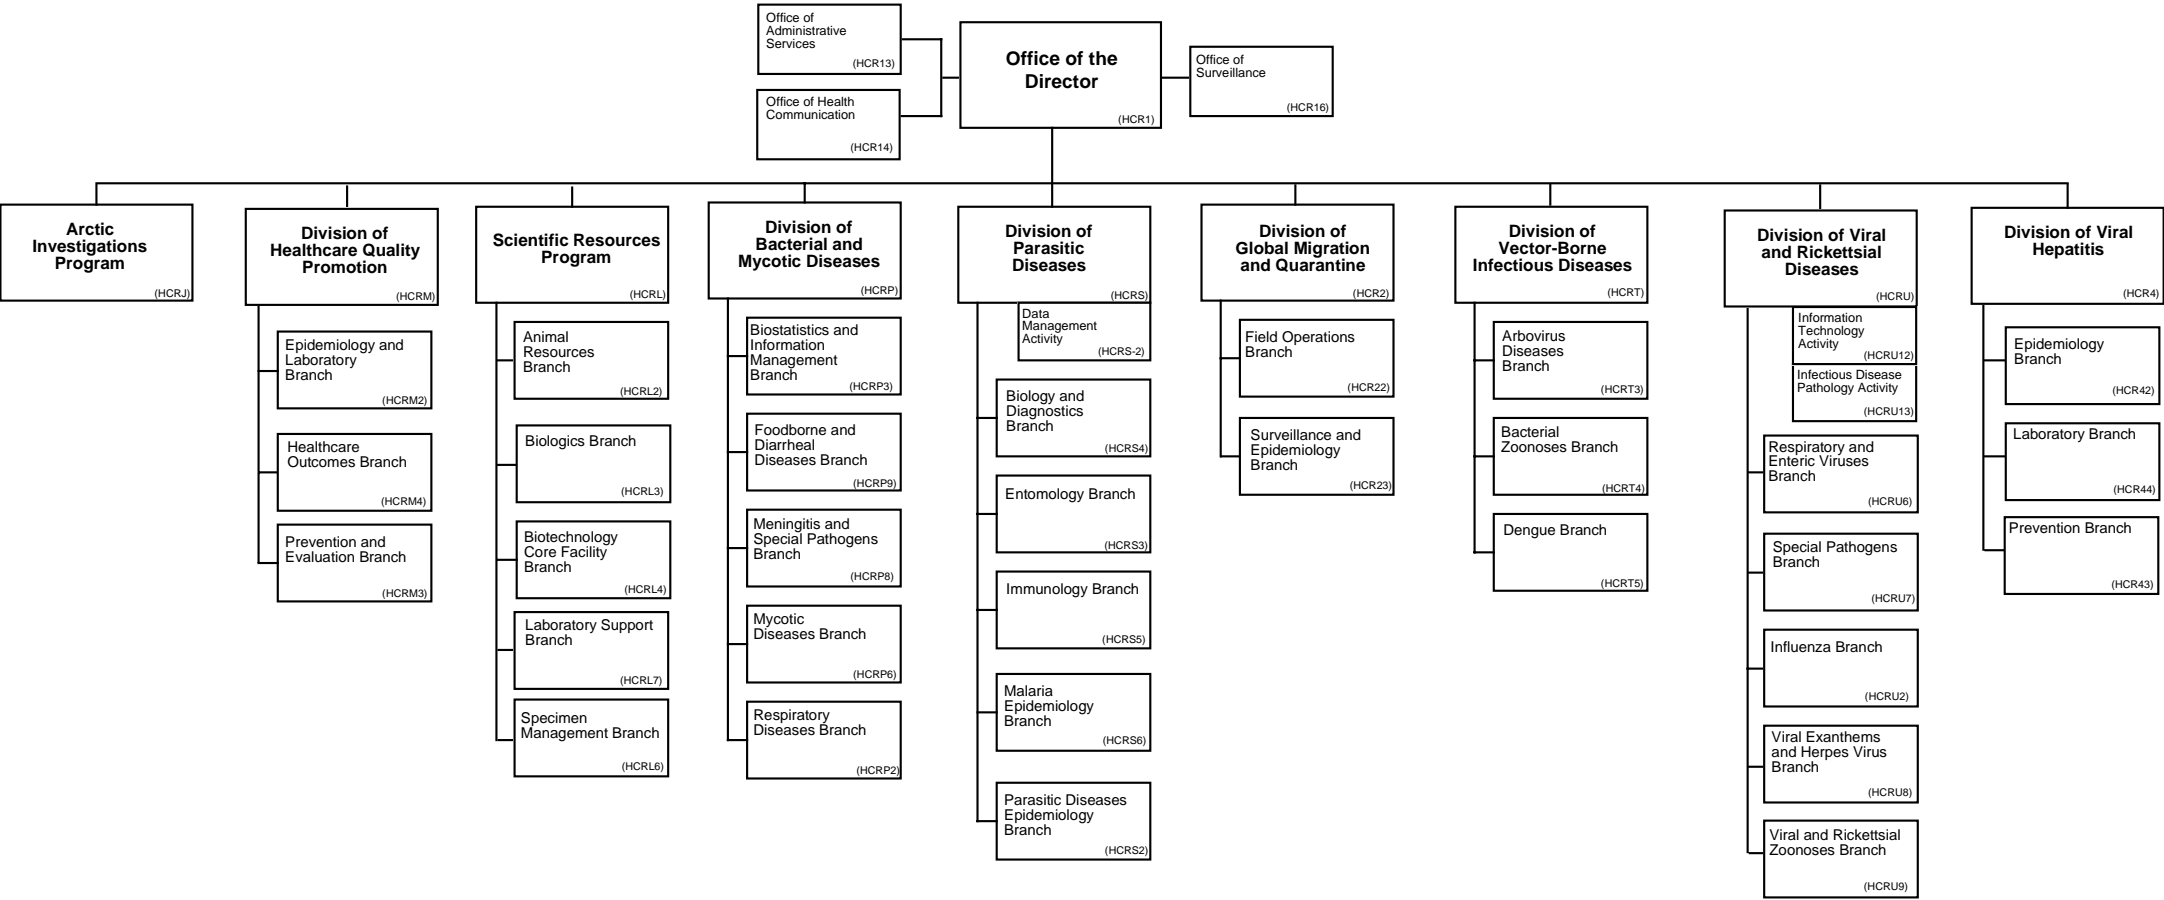 Office of
Administrative
Services
(HCR13)
Office of Health
Communication
(HCR14)
Office of the
Director
(HCR1)
Office of
Surveillance
(HCR16)
Arctic
Investigations
Program
(HCRJ)
Division of
Healthcare Quality
Promotion
(HCRM)
Epidemiology and
Laboratory
Branch
(HCRM2)
Healthcare
Outcomes Branch
(HCRM4)
Prevention and
Evaluation Branch
(HCRM3)
Scientific Resources
Program
(HCRL)
Animal
Resources
Branch
(HCRL2)
Biologics Branch
(HCRL3)
Biotechnology
Core Facility
Branch
(HCRL4)
Laboratory Support
Branch
(HCRL7)
Specimen
Management Branch
(HCRL6)
Division of
Bacterial and
Mycotic Diseases
(HCRP)
Biostatistics and
Information
Management
Branch
(HCRP3)
Foodborne and
Diarrheal
Diseases Branch
(HCRP9)
Meningitis and
Special Pathogens
Branch
(HCRP8)
Mycotic
Diseases Branch
(HCRP6)
Respiratory
Diseases Branch
(HCRP2)
Division of
Parasitic
Diseases
(HCRS)
Data
Management
Activity
(HCRS-2)
Biology and
Diagnostics
Branch
(HCRS4)
Entomology Branch
(HCRS3)
Immunology Branch
(HCRS5)
Malaria
Epidemiology
Branch
(HCRS6)
Parasitic Diseases
Epidemiology
Branch
(HCRS2)
Division of
Global Migration
and Quarantine
(HCR2)
Field Operations
Branch
(HCR22)
Surveillance and
Epidemiology
Branch
(HCR23)
Division of
Vector-Borne
Infectious Diseases
(HCRT)
Arbovirus
Diseases
Branch
(HCRT3)
Bacterial
Zoonoses Branch
(HCRT4)
Dengue Branch
(HCRT5)
Division of Viral
and Rickettsial
Diseases
(HCRU)
Information
Technology
Activity
(HCRU12)
Infectious Disease
Pathology Activity
(HCRU13)
Respiratory and
Enteric Viruses
Branch
(HCRU6)
Special Pathogens
Branch
(HCRU7)
Influenza Branch
(HCRU2)
Viral Exanthems
and Herpes Virus
Branch
(HCRU8)
Viral and Rickettsial
Zoonoses Branch
(HCRU9)
Division of Viral
Hepatitis
(HCR4)
Epidemiology
Branch
(HCR42)
Laboratory Branch
(HCR44)
Prevention Branch
(HCR43)